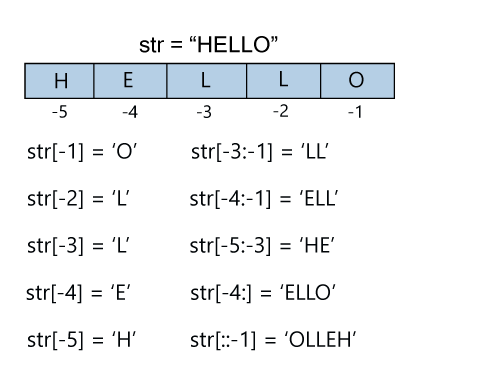 str = “HELLO”
H E L L O
-5 -4 -3 -2 -1
str[-1] = ‘O’ str[-3:-1] = ‘LL’
str[-2] = ‘L’ str[-4:-1] = ‘ELL’
str[-3] = ‘L’ str[-5:-3] = ‘HE’
str[-4] = ‘E’ str[-4:] = ‘ELLO’
str[-5] = ‘H’ str[::-1] = ‘OLLEH’